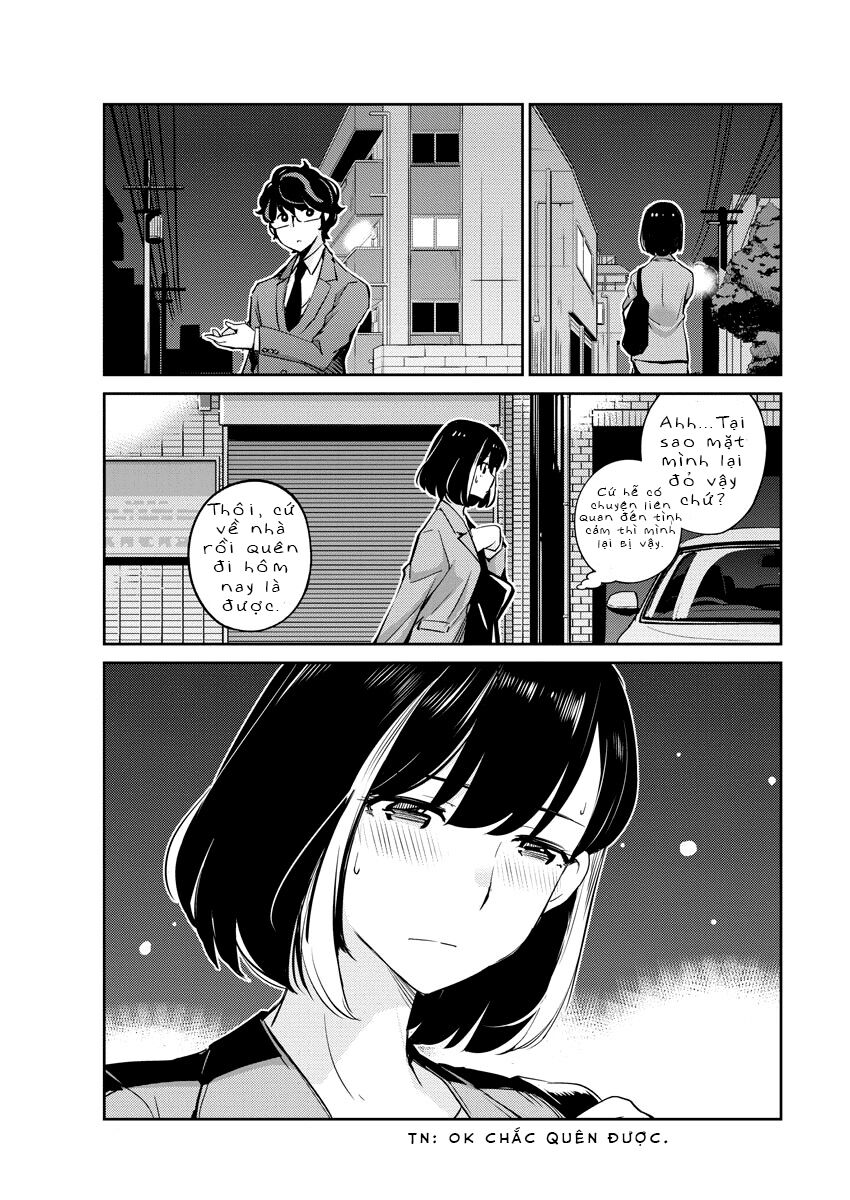 Ahh...Tại
sao mặt
mình lại
đỏ vậy
chứ?
Cứ hễ có
chuyện liên
quan đến tình
cảm thì mình
lại bị vậy.
Thôi, cứ
về nhà
rồi quên
đi hôm
nay là
được.
TN: OK CHẮC QUÊN ĐƯỢC.